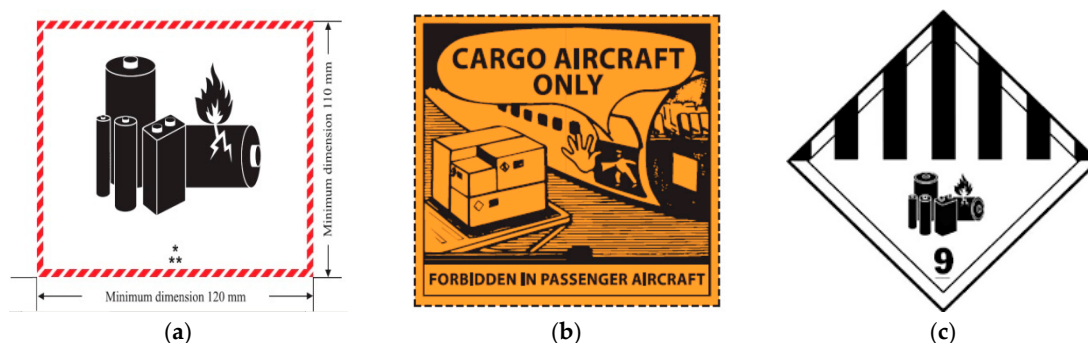 *
**
Minimum dimension 120 mm
Minimum dimension 110 mm
(a)
CARGO AIRCRAFT
ONLY
FORBIDDEN IN PASSENGER AIRCRAFT
(b)
9
(c)